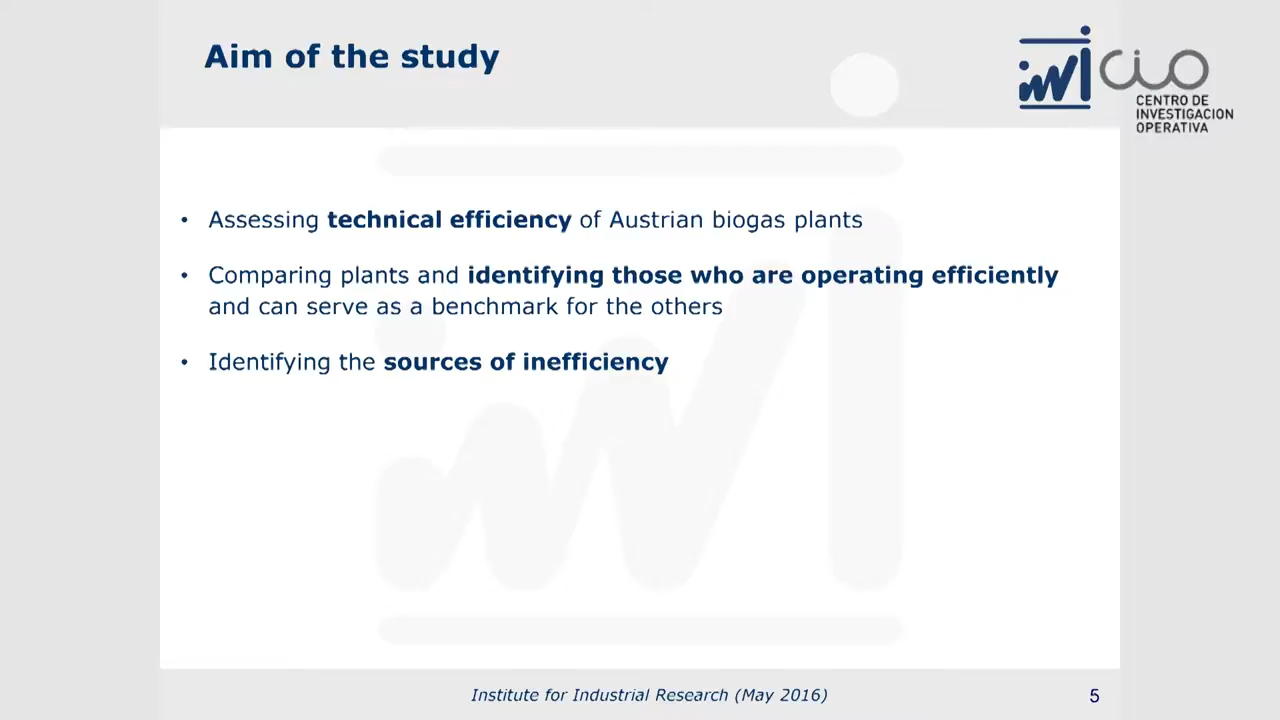 Aim of the study
iwi
cio
CENTRO DE
INVESTIGACION
OPERATIVA
• Assessing technical efficiency of Austrian biogas plants
• Comparing plants and identifying those who are operating efficiently
and can serve as a benchmark for the others
• Identifying the sources of inefficiency
Institute for Industrial Research (May 2016)
5